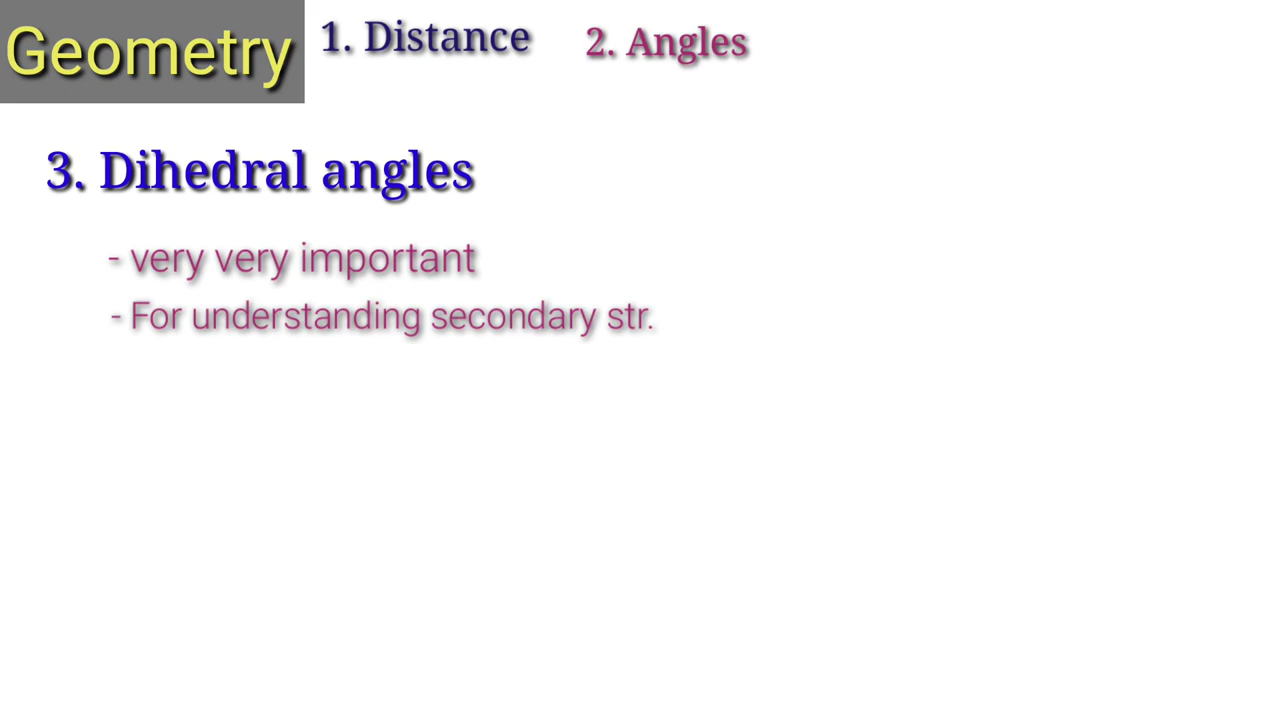 Geometry
1. Distance
2. Angles
3. Dihedral angles
- very very important
- For understanding secondary str.